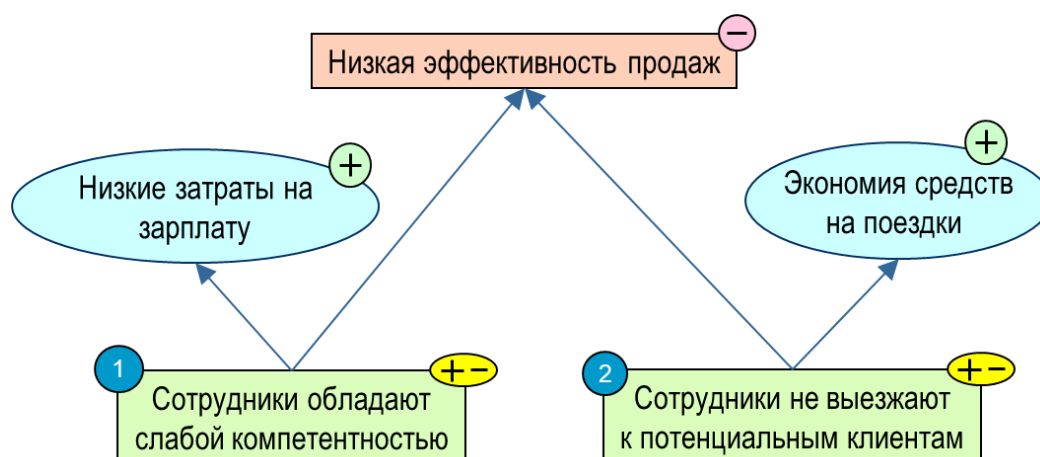 −
Низкая эффективность продаж
+
Низкие затраты на
зарплату
+
Экономия средств
на поездки
1
+ −
Сотрудники обладают
слабой компетентностью
2
+ −
Сотрудники не выезжают
к потенциальным клиентам